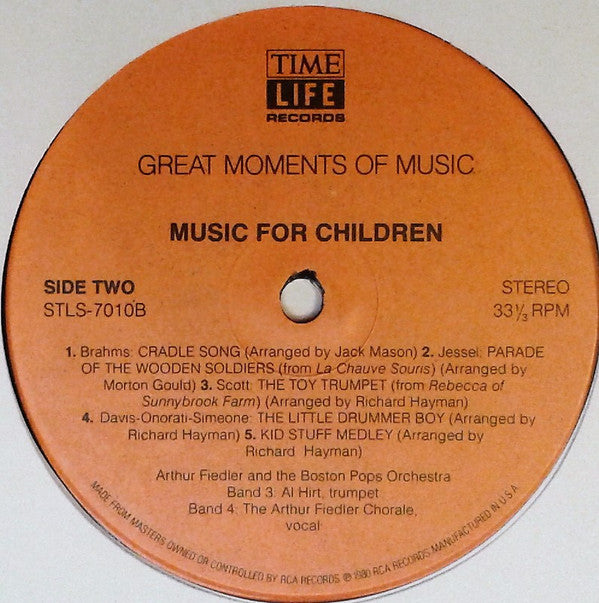 TIME
LIFE
RECORDS
GREAT MOMENTS OF MUSIC
MUSIC FOR CHILDREN
SIDE TWO
STLS-7010B
STEREO
33⅓ RPM
1. Brahms: CRADLE SONG (Arranged by Jack Mason) 2. Jessel: PARADE
OF THE WOODEN SOLDIERS (from La Chauve Souris) (Arranged by
Morton Gould) 3. Scott: THE TOY TRUMPET (from Rebecca of
Sunnybrook Farm) (Arranged by Richard Hayman)
4. Davis-Onorati-Simeone: THE LITTLE DRUMMER BOY (Arranged by
Richard Hayman) 5. KID STUFF MEDLEY (Arranged by
Richard Hayman)
Arthur Fiedler and the Boston Pops Orchestra
Band 3: Al Hirt, trumpet
Band 4: The Arthur Fiedler Chorale,
vocal
MADE FROM MASTERS OWNED OR CONTROLLED BY RCA RECORDS ℗ 1980 RCA RECORDS MANUFACTURED IN U.S.A.